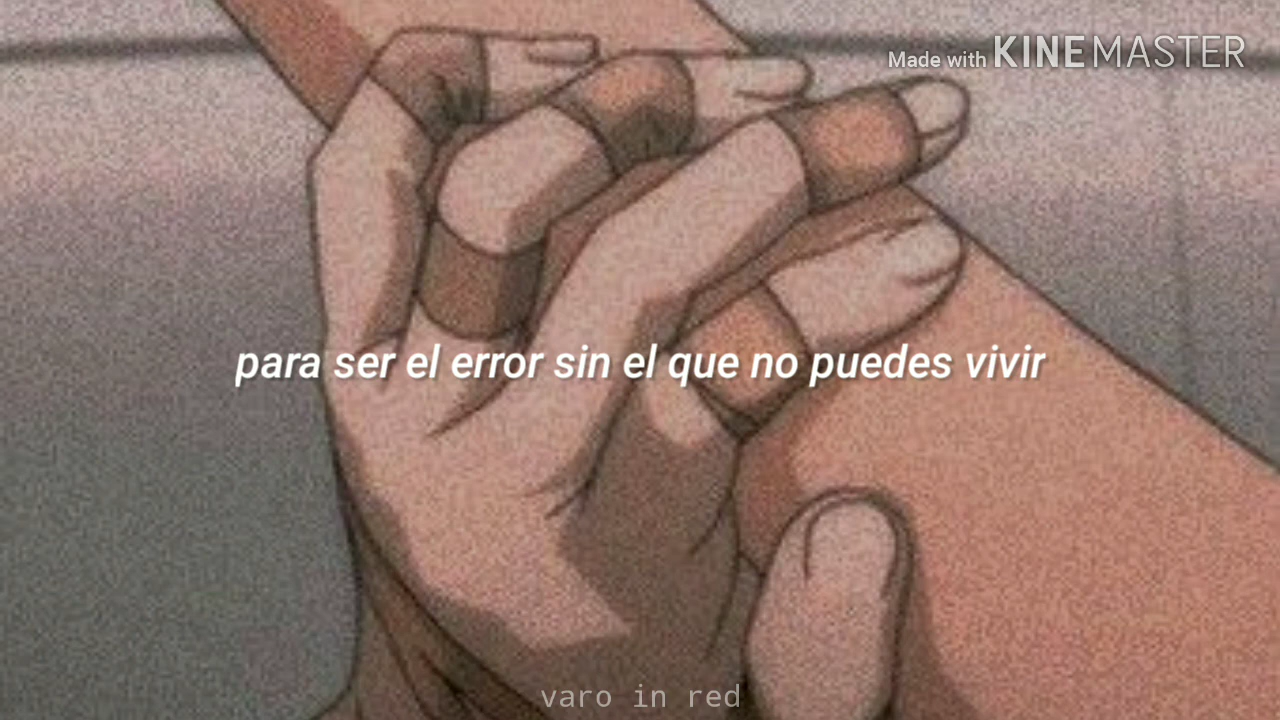 Made with KINEMASTER
para ser el error sin el que no puedes vivir
varo in red